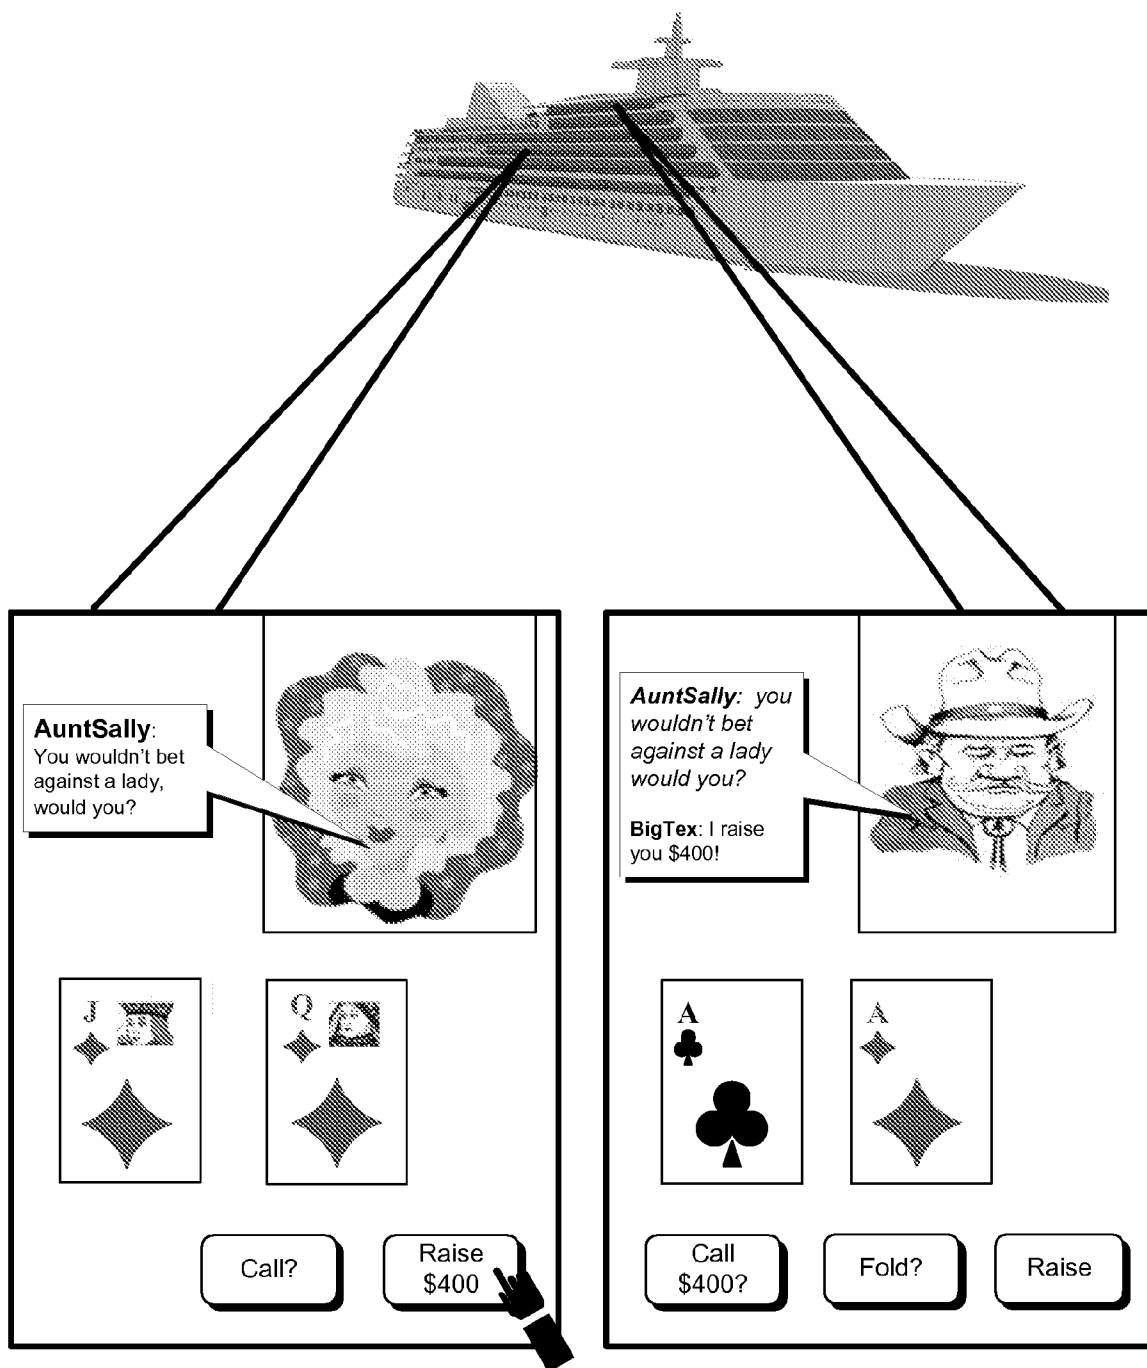 AuntSally:
You wouldn't bet
against a lady,
would you?
AuntSally: you
wouldn't bet
against a lady
would you?
BigTex: I raise
you $400!
J
Q
A
A
Call?
Raise
$400
Call
$400?
Fold?
Raise